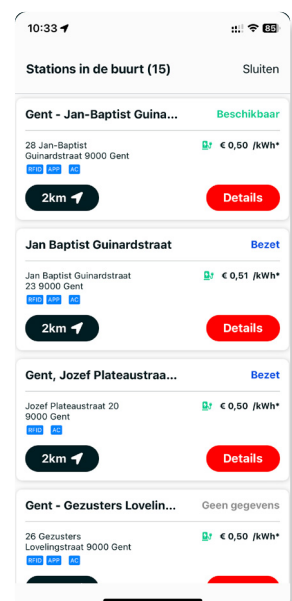 10:33
85
Stations in de buurt (15)
Sluiten
Gent - Jan-Baptist Guina...
Beschikbaar
28 Jan-Baptist
Guinardstraat 9000 Gent
€ 0,50 /kWh*
RFID APP AC
2km
Details
Jan Baptist Guinardstraat
Bezet
Jan Baptist Guinardstraat
23 9000 Gent
€ 0,51 /kWh*
RFID APP AC
2km
Details
Gent, Jozef Plateaustraa...
Bezet
Jozef Plateaustraat 20
9000 Gent
€ 0,50 /kWh*
RFID AC
2km
Details
Gent - Gezusters Lovelin...
Geen gegevens
26 Gezusters
Lovelingstraat 9000 Gent
€ 0,50 /kWh*
RFID APP AC